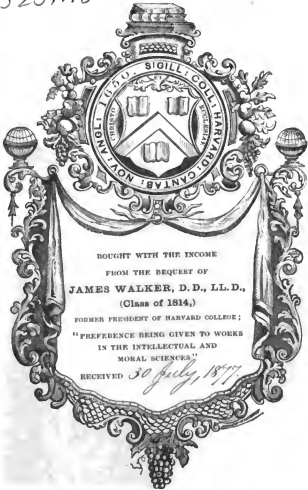 SIGILL: COLL: HARVARD: CANTAB: NOV: ANGL: 1650.
CHRISTO ECCLESIAE
BOUGHT WITH THE INCOME
FROM THE BEQUEST OF
JAMES WALKER, D.D., LL.D.,
(Class of 1814,)
FORMER PRESIDENT OF HARVARD COLLEGE;
"PREFERENCE BEING GIVEN TO WORKS
IN THE INTELLECTUAL AND
MORAL SCIENCES."
RECEIVED 30 July, 1877